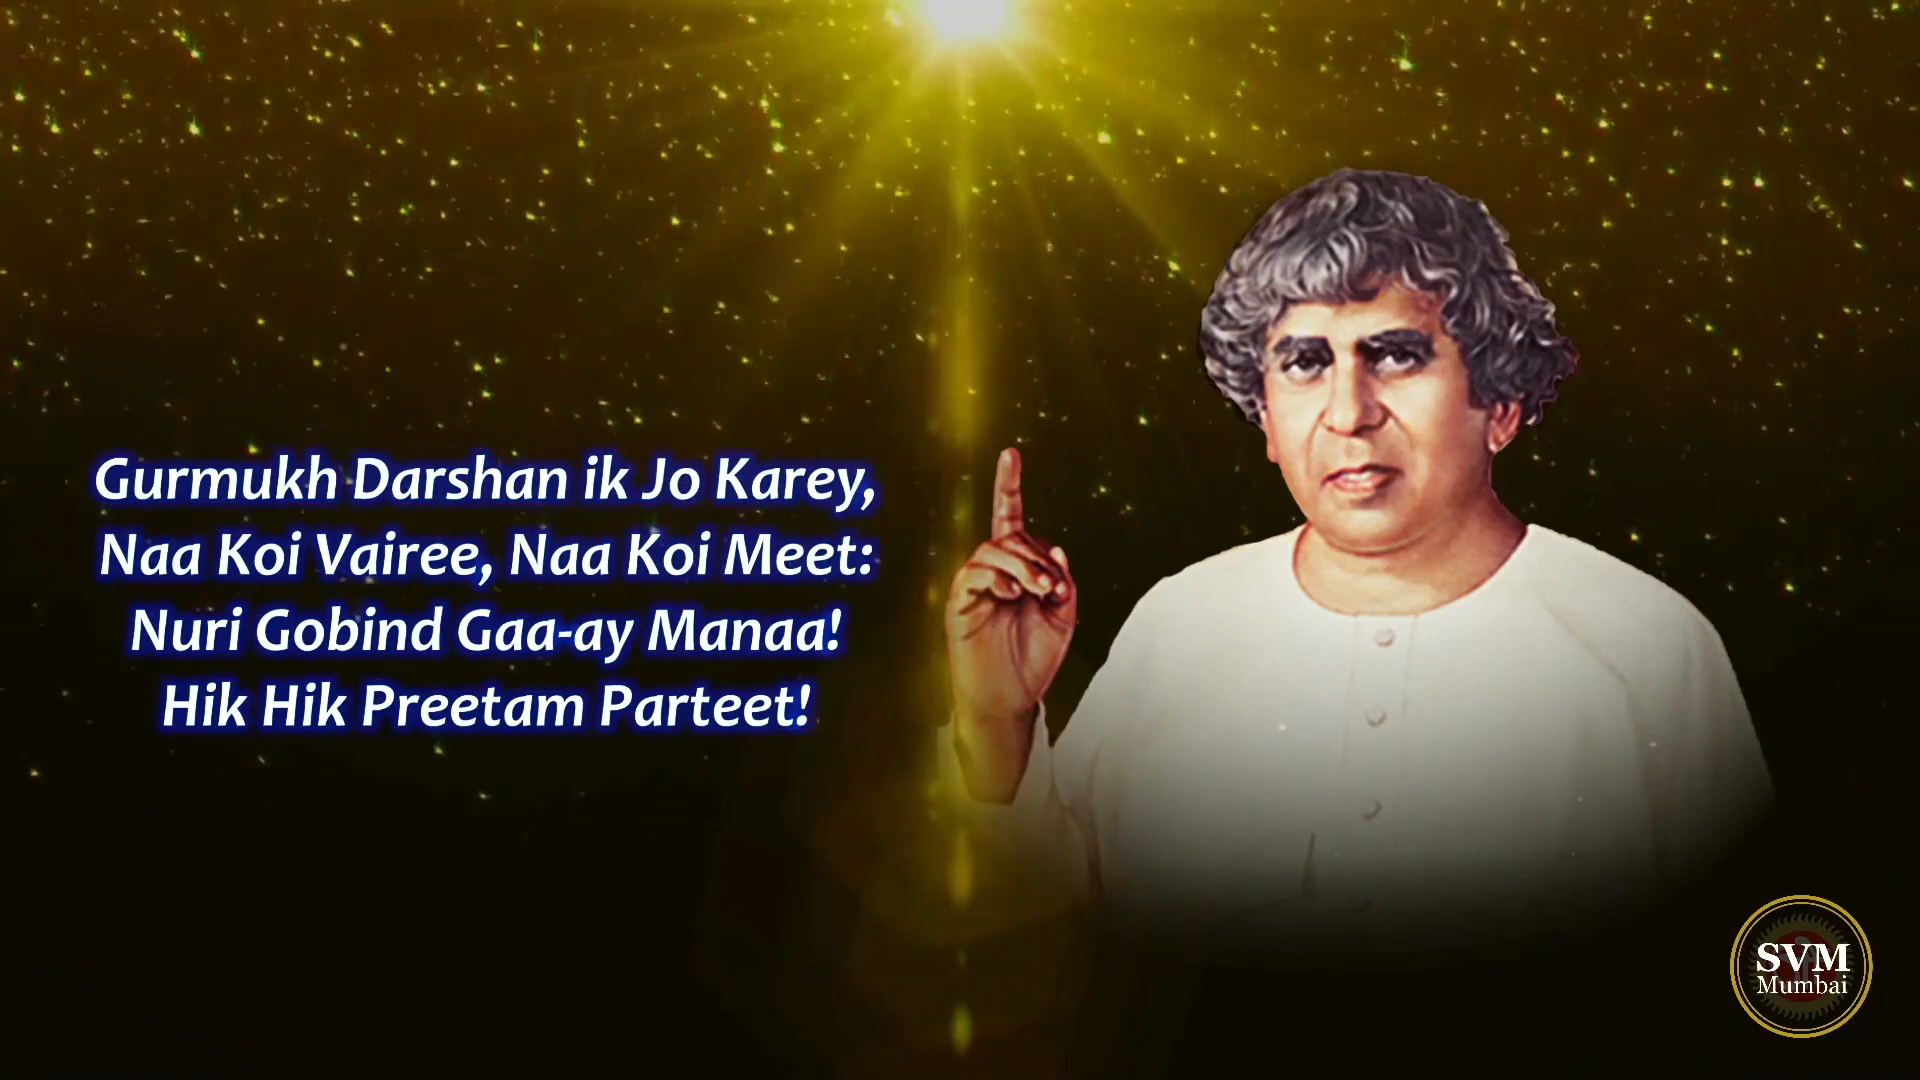 Gurmukh Darshan ik Jo Karey,
Naa Koi Vairee, Naa Koi Meet:
Nuri Gobind Gaa-ay Manaa!
Hik Hik Preetam Parteet!
SVM
Mumbai